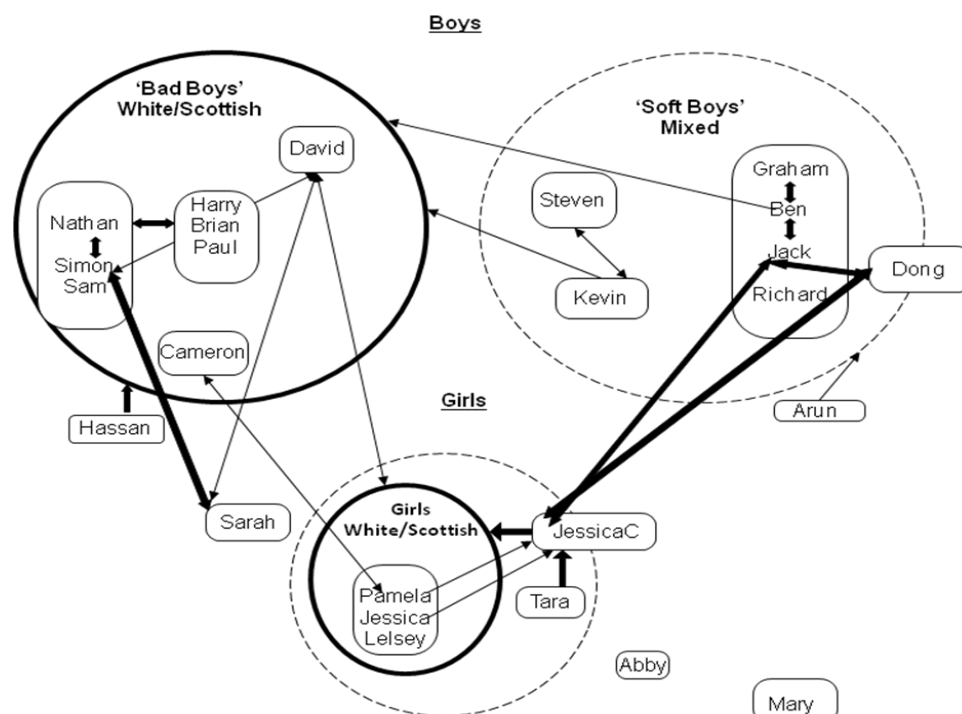 Boys
‘Bad Boys’
White/Scottish
David
Nathan
Simon
Sam
Harry
Brian
Paul
Cameron
Hassan
‘Soft Boys’
Mixed
Steven
Kevin
Graham
Ben
Jack
Richard
Dong
Arun
Girls
Sarah
Girls
White/Scottish
Pamela
Jessica
Lelsey
JessicaC
Tara
Abby
Mary